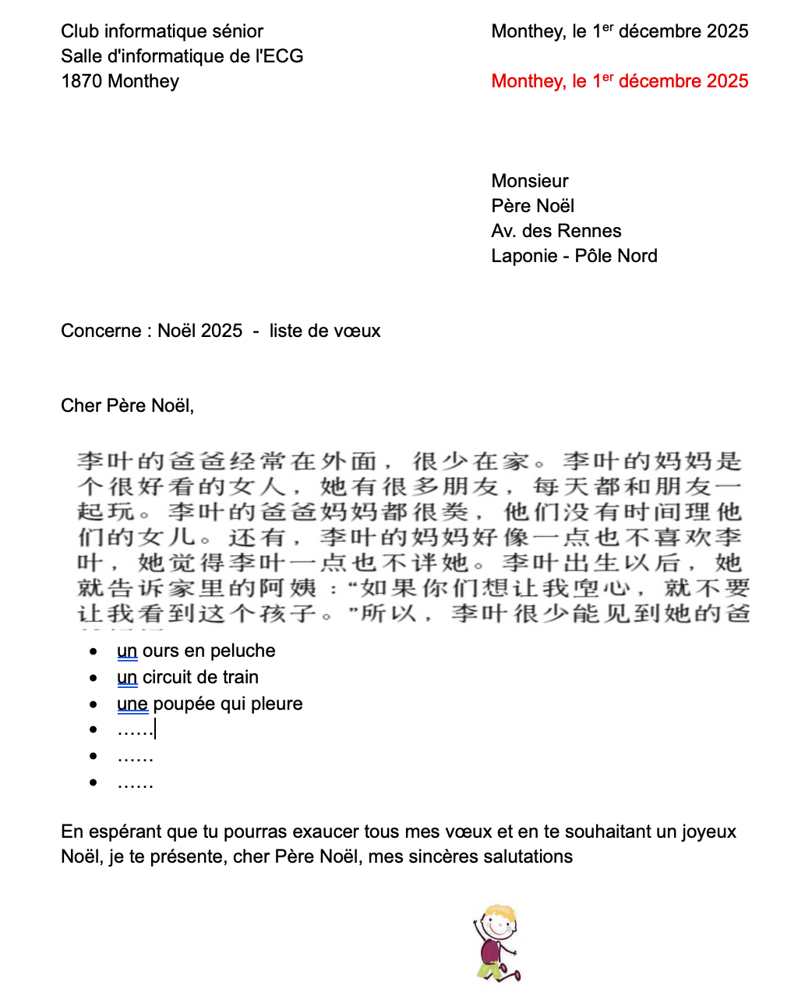 Club informatique sénior
Salle d'informatique de l'ECG
1870 Monthey
Monthey, le 1er décembre 2025
Monthey, le 1er décembre 2025
Monsieur
Père Noël
Av. des Rennes
Laponie - Pôle Nord
Concerne : Noël 2025  -  liste de vœux
Cher Père Noël,
李叶的爸爸经常在外面，很少在家。李叶的妈妈是
个很好看的女人，她有很多朋友，每天都和朋友一
起玩。李叶的爸爸妈妈都很，他们没有时间理他
们的女儿。还有，李叶的妈妈好像一点也不喜欢李
叶，她觉得李叶一点也不她。李叶出生以后，她
就告诉家里的阿姨：“如果你们想让我心，就不要
让我看到这个孩子。”所以，李叶很少能见到她的爸
• un ours en peluche
• un circuit de train
• une poupée qui pleure
• ......
• ......
• ......
En espérant que tu pourras exaucer tous mes vœux et en te souhaitant un joyeux
Noël, je te présente, cher Père Noël, mes sincères salutations